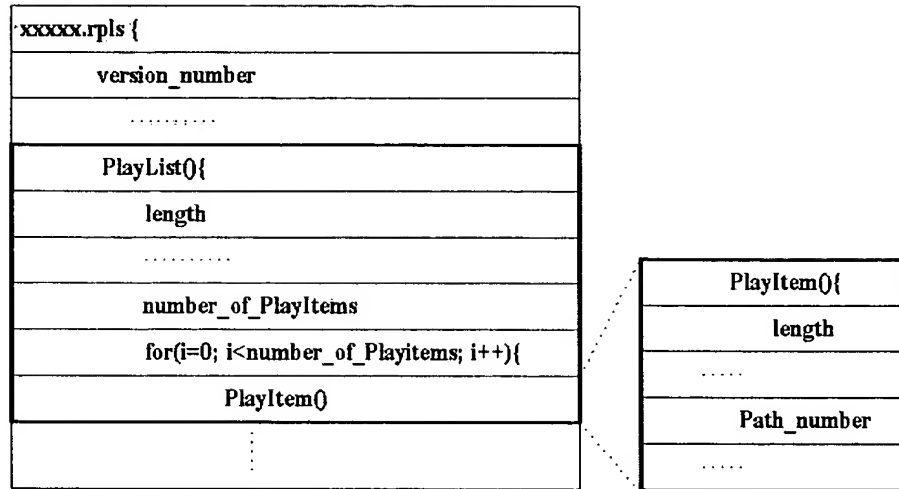 xxxxx.rpls {
version_number
..........
PlayList(){
length
..........
number_of_PlayItems
for(i=0; i<number_of_Playitems; i++){
PlayItem()
PlayItem(){
length
.....
Path_number
.....